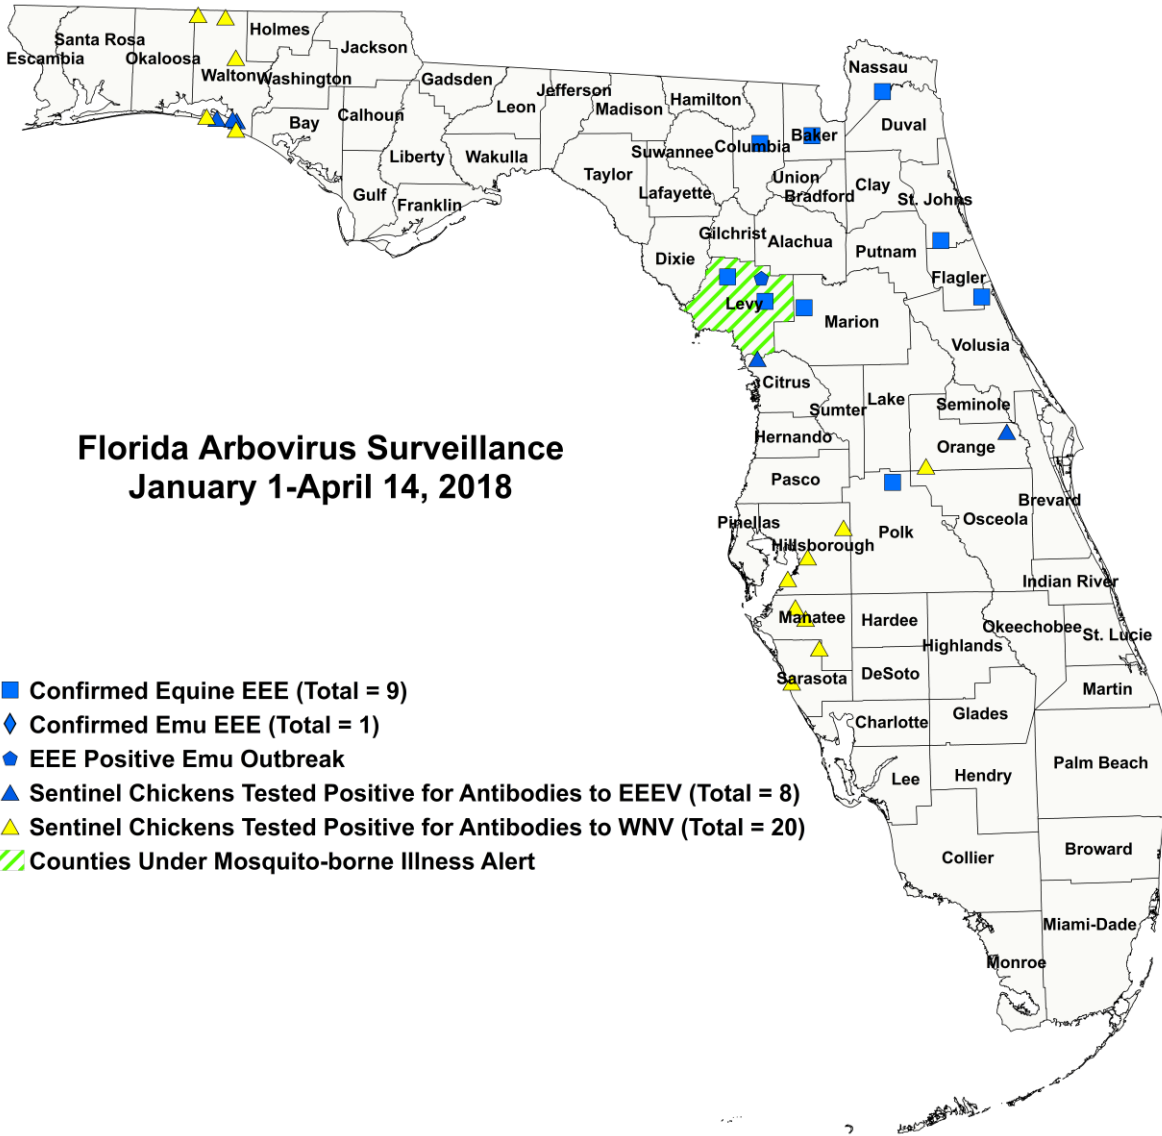 Nassau
Holmes
Santa Rosa
Jackson
Escambia
Okaloosa
Walton
Washington
Gadsden
Jefferson
Leon
Madison
Hamilton
Calhoun
Bay
Duval
Baker
Columbia
Suwannee
Liberty
Wakulla
Taylor
Union
Clay
Bradford
Lafayette
Gulf
Franklin
St. Johns
Gilchrist
Alachua
Putnam
Dixie
Flagler
Levy
Marion
Volusia
Citrus
Lake
Sumter
Seminole
Hernando
Orange
Florida Arbovirus Surveillance
January 1-April 14, 2018
Pasco
Brevard
Pinellas
Osceola
Polk
Hillsborough
Indian River
Manatee
Hardee
Okeechobee
St. Lucie
Highlands
Sarasota
DeSoto
Martin
Charlotte
Glades
Palm Beach
Lee
Hendry
Broward
Collier
Miami-Dade
Monroe
Confirmed Equine EEE (Total = 9)
Confirmed Emu EEE (Total = 1)
EEE Positive Emu Outbreak
Sentinel Chickens Tested Positive for Antibodies to EEEV (Total = 8)
Sentinel Chickens Tested Positive for Antibodies to WNV (Total = 20)
Counties Under Mosquito-borne Illness Alert